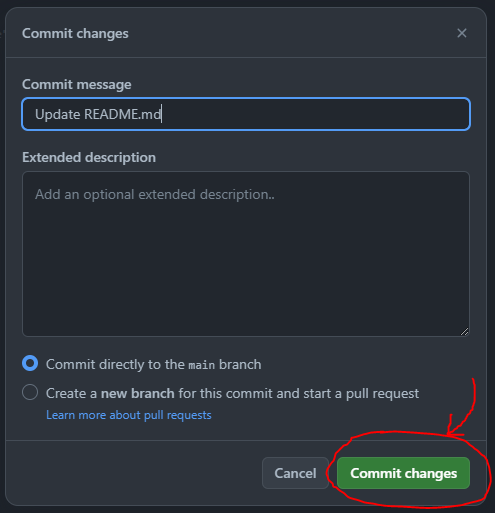 Commit changes
Commit message
Update README.md
Extended description
Add an optional extended description..
Commit directly to the main branch
Create a new branch for this commit and start a pull request
Learn more about pull requests
Cancel
Commit changes